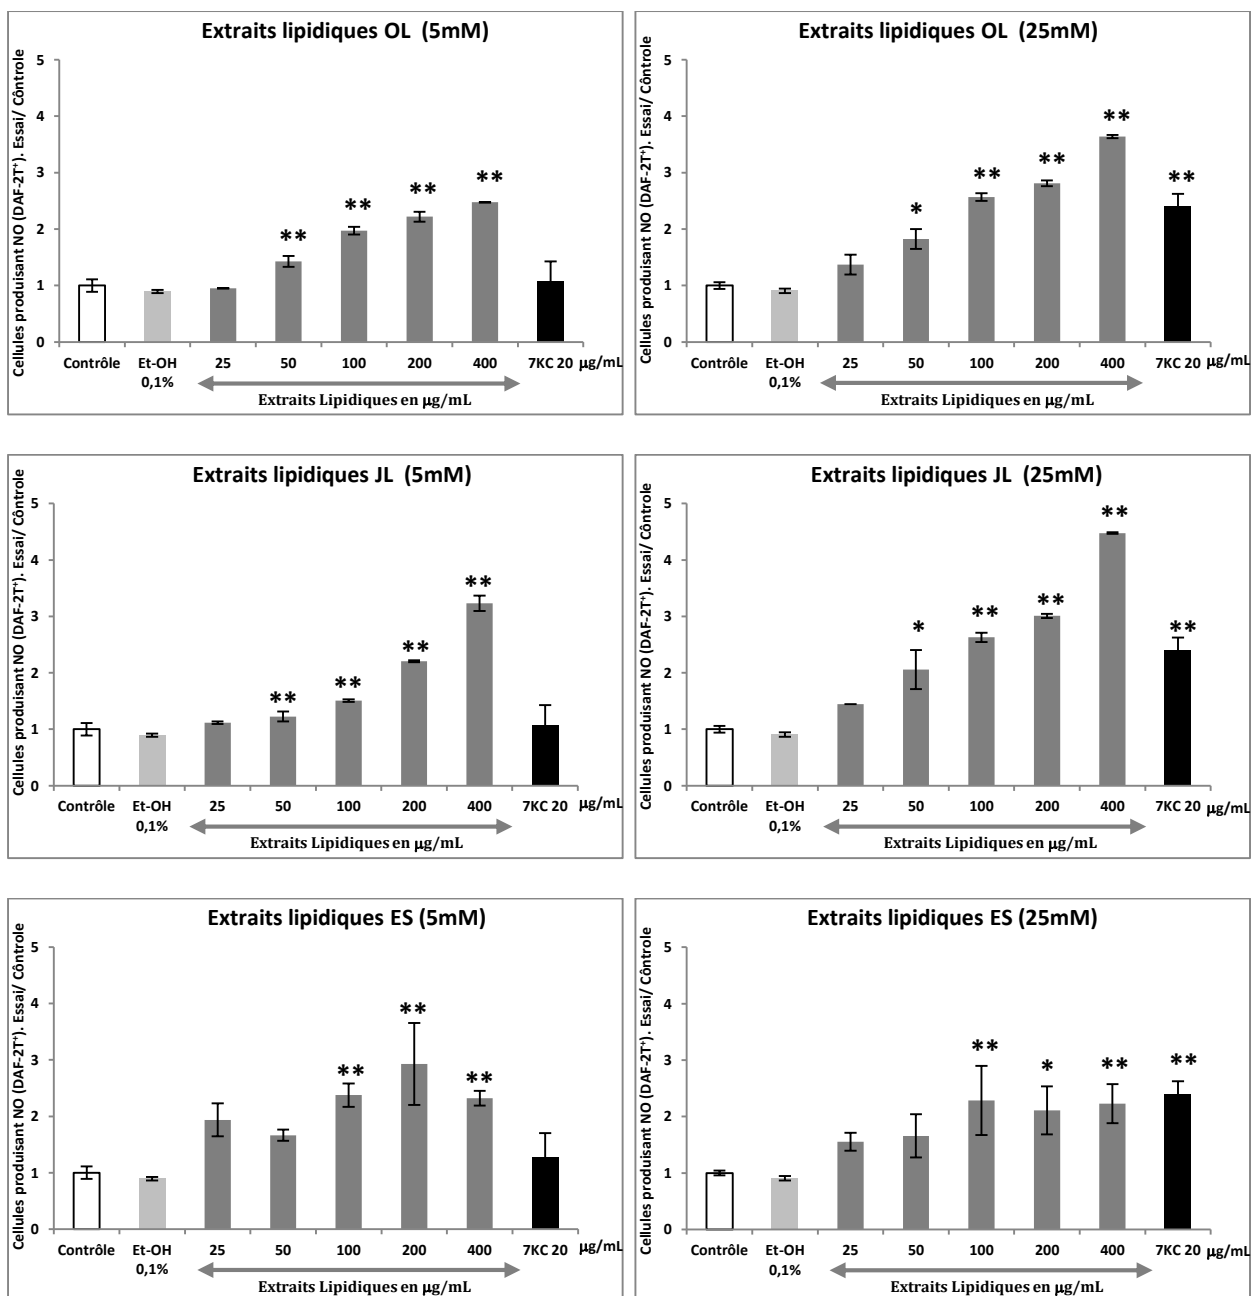 Extraits lipidiques OL (5mM)
Cellules produisant NO (DAF-2T⁺). Essai/ Côntrole
5
4
3
2
1
0
** ** ** **
Contrôle Et-OH 25 50 100 200 400 7KC 20 µg/mL
0,1%
Extraits Lipidiques en µg/mL
Extraits lipidiques OL (25mM)
Cellules produisant NO (DAF-2T⁺). Essai/ Côntrole
5
4
3
2
1
0
* ** ** ** **
Contrôle Et-OH 25 50 100 200 400 7KC 20 µg/mL
0,1%
Extraits Lipidiques en µg/mL
Extraits lipidiques JL (5mM)
Cellules produisant NO (DAF-2T⁺). Essai/ Côntrole
5
4
3
2
1
0
** ** ** **
Contrôle Et-OH 25 50 100 200 400 7KC 20 µg/mL
0,1%
Extraits Lipidiques en µg/mL
Extraits lipidiques JL (25mM)
Cellules produisant NO (DAF-2T⁺). Essai/ Côntrole
5
4
3
2
1
0
* ** ** ** **
Contrôle Et-OH 25 50 100 200 400 7KC 20 µg/mL
0,1%
Extraits Lipidiques en µg/mL
Extraits lipidiques ES (5mM)
Cellules produisant NO (DAF-2T⁺). Essai/ Côntrole
5
4
3
2
1
0
** ** **
Contrôle Et-OH 25 50 100 200 400 7KC 20 µg/mL
0,1%
Extraits Lipidiques en µg/mL
Extraits lipidiques ES (25mM)
Cellules produisant NO (DAF-2T⁺). Essai/ Côntrole
5
4
3
2
1
0
** * ** **
Contrôle Et-OH 25 50 100 200 400 7KC 20 µg/mL
0,1%
Extraits Lipidiques en µg/mL